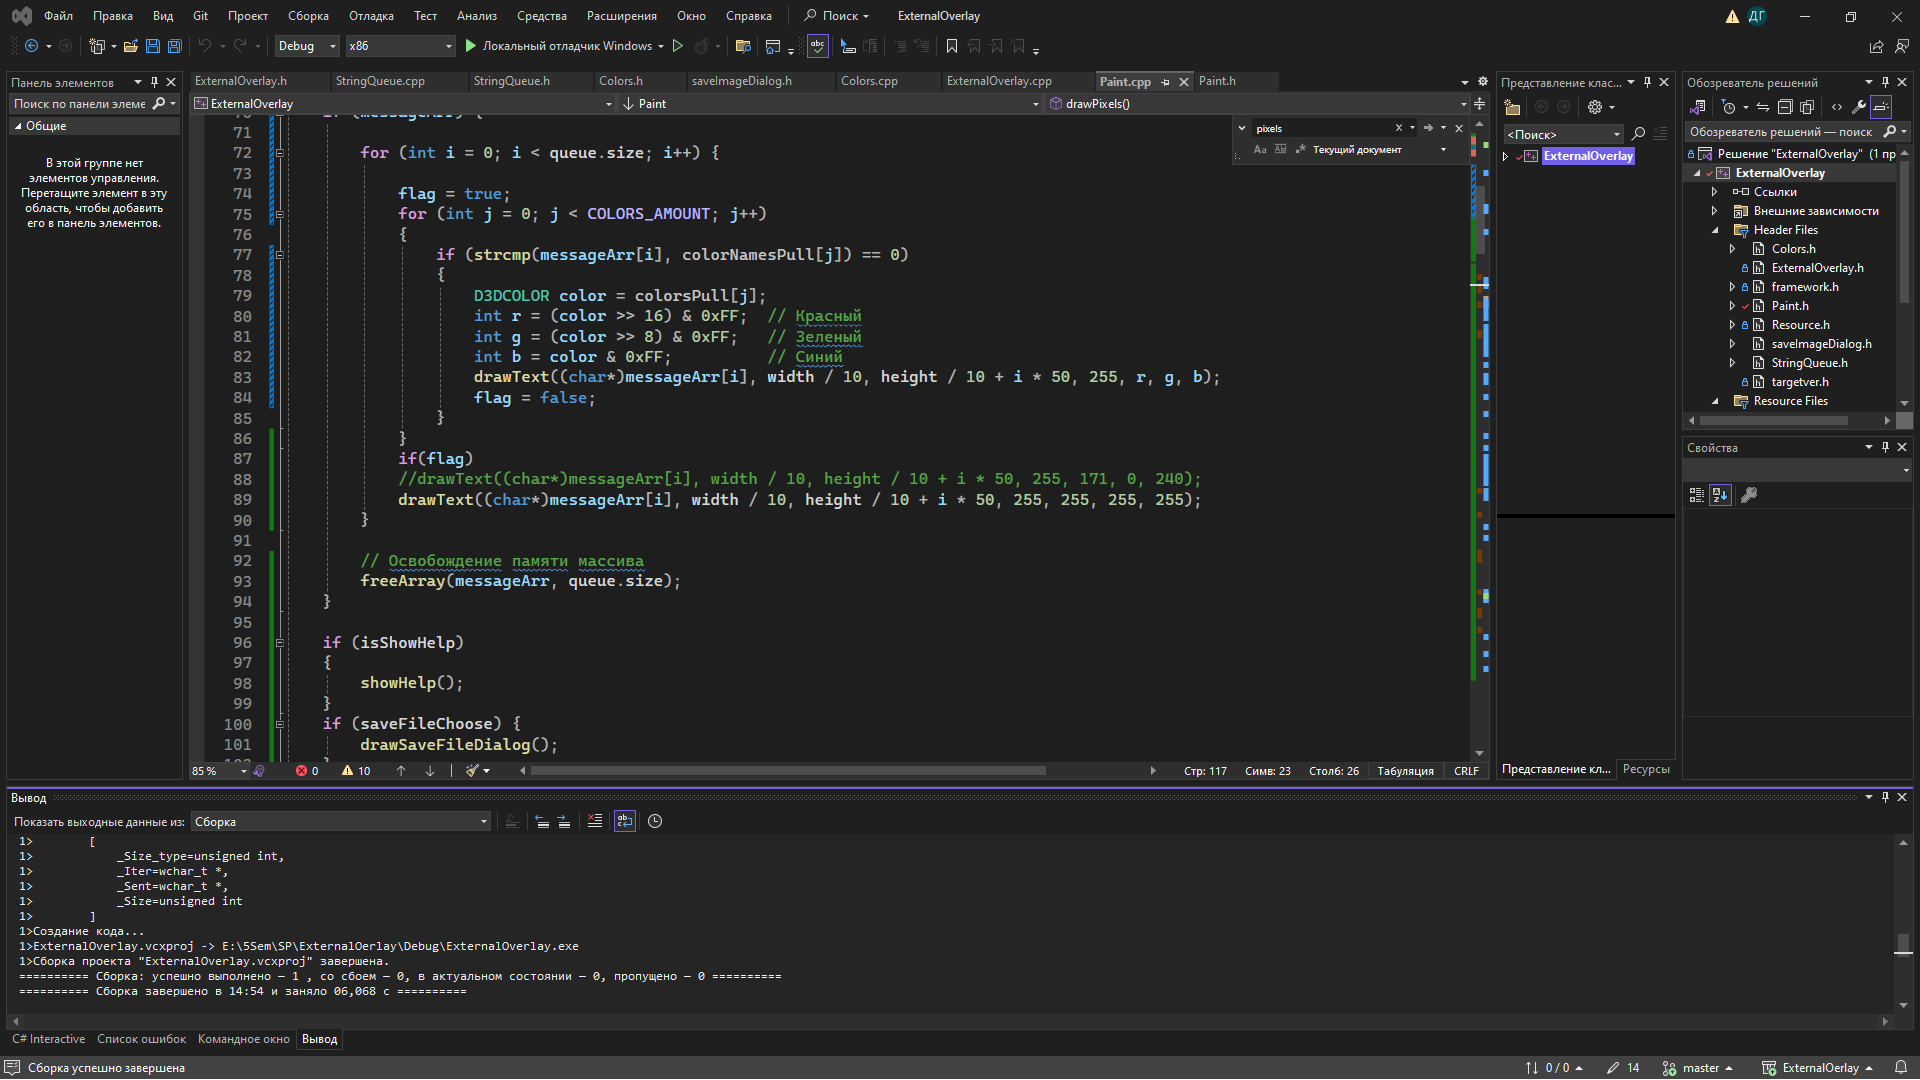 Файл Правка Вид Git Проект Сборка Отладка Тест Анализ Средства Расширения Окно Справка Поиск ExternalOverlay ДГ
Debug x86 Локальный отладчик Windows
Панель элементов
Поиск по панели элеме
Общие
В этой группе нет
элементов управления.
Перетащите элемент в эту
область, чтобы добавить
его в панель элементов.
ExternalOverlay.h StringQueue.cpp StringQueue.h Colors.h saveImageDialog.h Colors.cpp ExternalOverlay.cpp Paint.cpp Paint.h
ExternalOverlay Paint drawPixels()
pixels
Aa Текущий документ
71
72 for (int i = 0; i < queue.size; i++) {
73
74 flag = true;
75 for (int j = 0; j < COLORS_AMOUNT; j++)
76 {
77 if (strcmp(messageArr[i], colorNamesPull[j]) == 0)
78 {
79 D3DCOLOR color = colorsPull[j];
80 int r = (color >> 16) & 0xFF; // Красный
81 int g = (color >> 8) & 0xFF; // Зеленый
82 int b = color & 0xFF; // Синий
83 drawText((char*)messageArr[i], width / 10, height / 10 + i * 50, 255, r, g, b);
84 flag = false;
85 }
86 }
87 if(flag)
88 //drawText((char*)messageArr[i], width / 10, height / 10 + i * 50, 255, 171, 0, 240);
89 drawText((char*)messageArr[i], width / 10, height / 10 + i * 50, 255, 255, 255, 255);
90 }
91
92 // Освобождение памяти массива
93 freeArray(messageArr, queue.size);
94 }
95
96 if (isShowHelp)
97 {
98 showHelp();
99 }
100 if (saveFileChoose) {
101 drawSaveFileDialog();
85 % 0 10 Стр: 117 Симв: 23 Столб: 26 Табуляция CRLF
Представление клас...
<Поиск>
ExternalOverlay
Представление кл... Ресурсы
Обозреватель решений
Обозреватель решений — поиск
Решение "ExternalOverlay" (1 пр
ExternalOverlay
Ссылки
Внешние зависимости
Header Files
Colors.h
ExternalOverlay.h
framework.h
Paint.h
Resource.h
saveImageDialog.h
StringQueue.h
targetver.h
Resource Files
Свойства
Вывод
Показать выходные данные из: Сборка
1> [
1> _Size_type=unsigned int,
1> _Iter=wchar_t *,
1> _Sent=wchar_t *,
1> _Size=unsigned int
1> ]
1>Создание кода...
1>ExternalOverlay.vcxproj -> E:\5Sem\SP\ExternalOerlay\Debug\ExternalOverlay.exe
1>Сборка проекта "ExternalOverlay.vcxproj" завершена.
========== Сборка: успешно выполнено — 1 , со сбоем — 0, в актуальном состоянии — 0, пропущено — 0 ==========
========== Сборка завершено в 14:54 и заняло 06,068 с ==========
C# Interactive Список ошибок Командное окно Вывод
Сборка успешно завершена 0 / 0 14 master ExternalOerlay